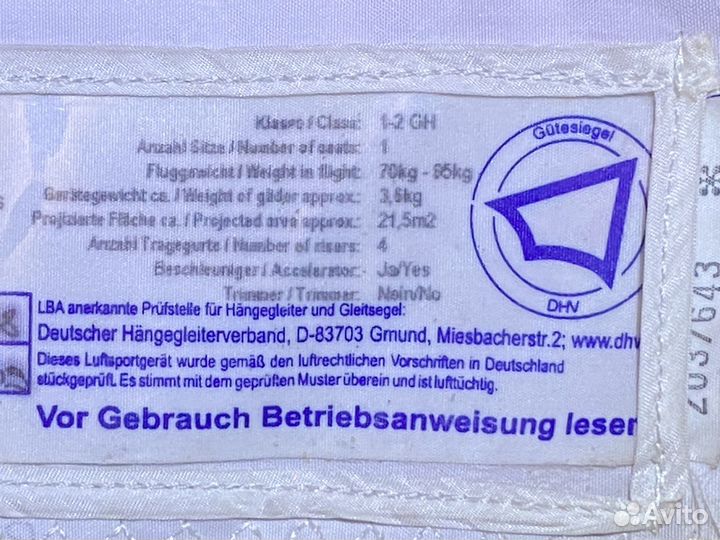 Klasse / Class: 1-2 GH
Anzahl Sitze / Number of seats: 1
Fluggewicht / Weight in flight: 70kg - 95kg
Gerätegewicht ca. / Weight of glider approx.: 3,5kg
Projizierte Fläche ca. / Projected area approx.: 21,5m2
Anzahl Tragegurte / Number of risers: 4
Beschleuniger / Accelerator: Ja/Yes
Trimmer / Trimmer: Nein/No
Gütesiegel
DHV
LBA anerkannte Prüfstelle für Hängegleiter und Gleitsegel:
Deutscher Hängegleiterverband, D-83703 Gmund, Miesbacherstr.2; www.dhv
Dieses Luftsportgerät wurde gemäß den luftrechtlichen Vorschriften in Deutschland
stückgeprüft. Es stimmt mit dem geprüften Muster überein und ist lufttüchtig.
Vor Gebrauch Betriebsanweisung lesen
2037643 *
Avito